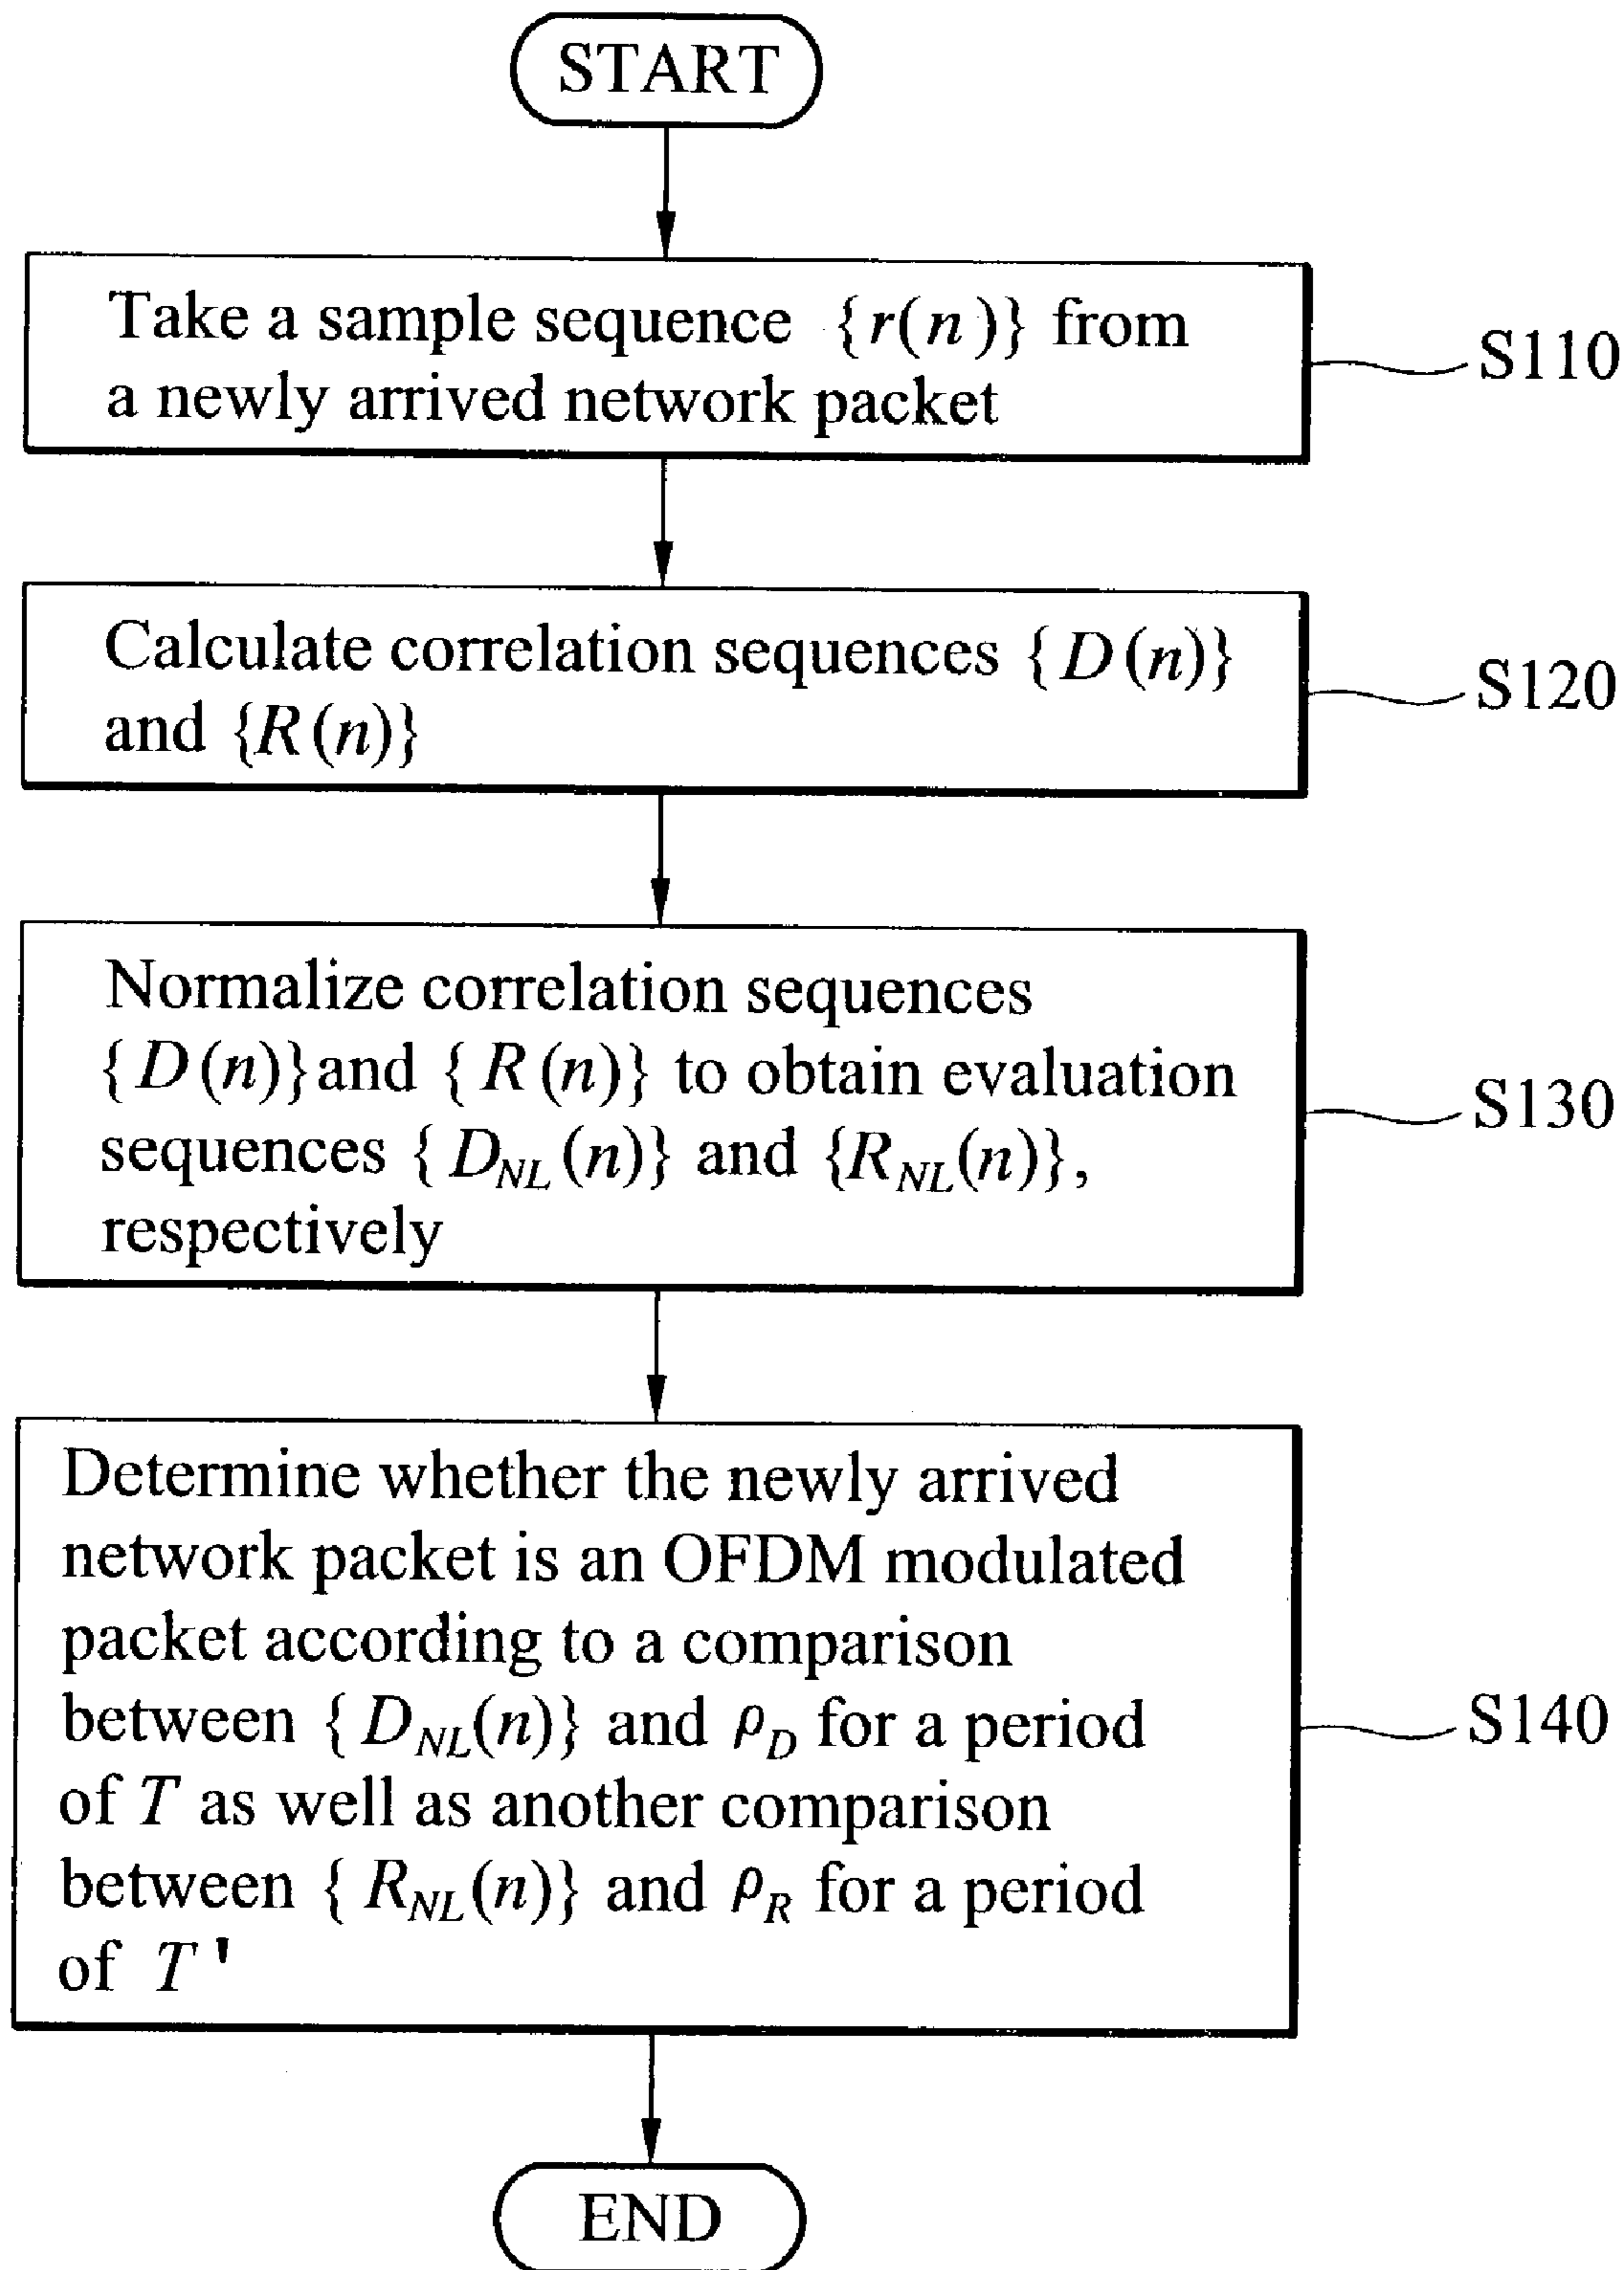 START
Take a sample sequence {r(n)} from
a newly arrived network packet
S110
Calculate correlation sequences {D(n)}
and {R(n)}
S120
Normalize correlation sequences
{D(n)}and {R(n)} to obtain evaluation
sequences {D_NL(n)} and {R_NL(n)},
respectively
S130
Determine whether the newly arrived
network packet is an OFDM modulated
packet according to a comparison
between {D_NL(n)} and ρ_D for a period
of T as well as another comparison
between {R_NL(n)} and ρ_R for a period
of T'
S140
END